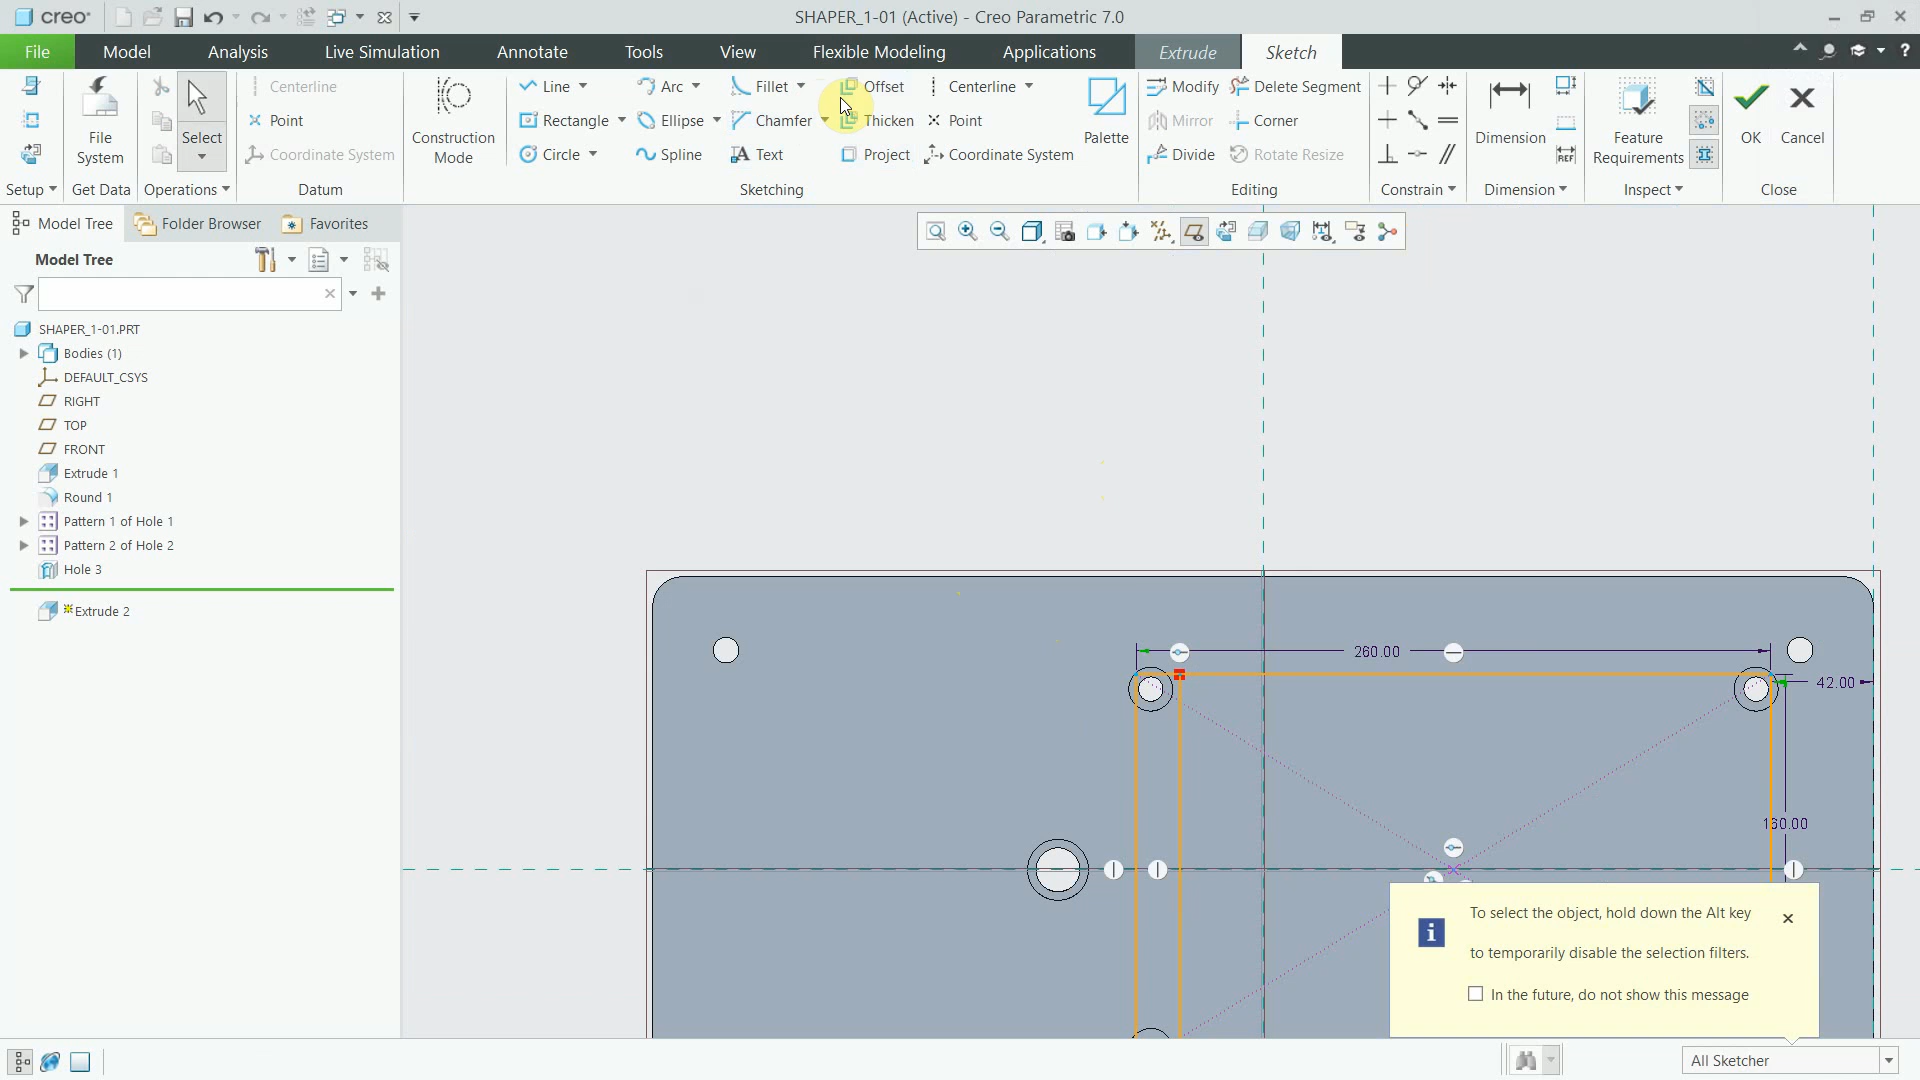 creo
SHAPER_1-01 (Active) - Creo Parametric 7.0
File
Model
Analysis
Live Simulation
Annotate
Tools
View
Flexible Modeling
Applications
Extrude
Sketch
Setup
File System
Get Data
Select
Operations
Centerline
Point
Coordinate System
Datum
Construction Mode
Line
Rectangle
Circle
Arc
Ellipse
Spline
Fillet
Chamfer
Text
Offset
Thicken
Project
Centerline
Point
Coordinate System
Palette
Sketching
Modify
Mirror
Divide
Delete Segment
Corner
Rotate Resize
Editing
Constrain
Dimension
REF
Dimension
Feature Requirements
Inspect
OK
Cancel
Close
Model Tree
Folder Browser
Favorites
Model Tree
SHAPER_1-01.PRT
Bodies (1)
DEFAULT_CSYS
RIGHT
TOP
FRONT
Extrude 1
Round 1
Pattern 1 of Hole 1
Pattern 2 of Hole 2
Hole 3
Extrude 2
260.00
42.00
160.00
To select the object, hold down the Alt key
to temporarily disable the selection filters.
In the future, do not show this message
All Sketcher